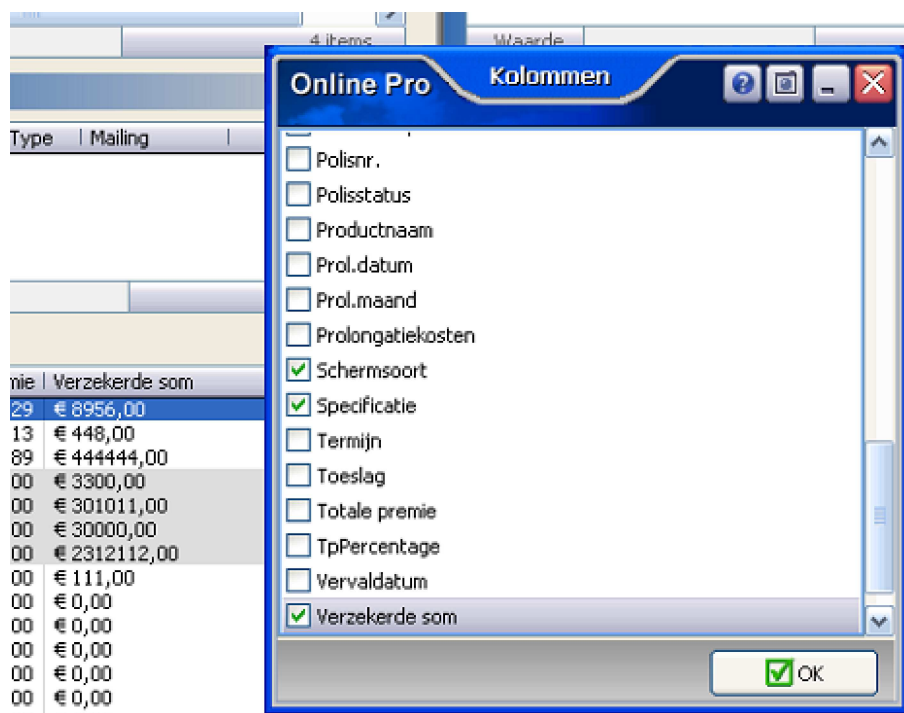 4 items
Waarde
Online Pro
Kolommen
Type
Mailing
Polisnr.
Polisstatus
Productnaam
Prol.datum
Prol.maand
Prolongatiekosten
Schermsoort
Specificatie
Termijn
Toeslag
Totale premie
TpPercentage
Vervaldatum
Verzekerde som
OK
mie Verzekerde som
29 € 8956,00
13 € 448,00
89 € 444444,00
00 € 3300,00
00 € 301011,00
00 € 30000,00
00 € 2312112,00
00 € 111,00
00 € 0,00
00 € 0,00
00 € 0,00
00 € 0,00
00 € 0,00